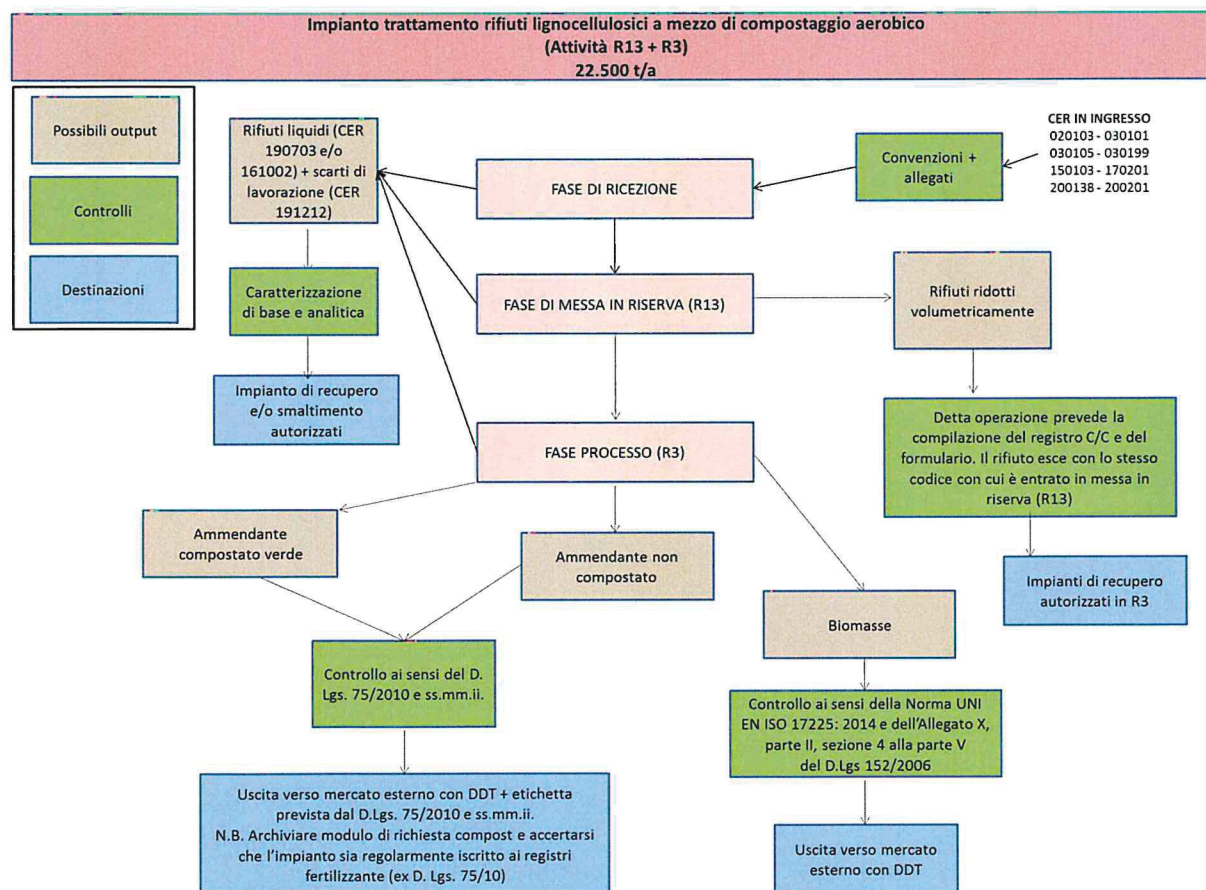 Impianto trattamento rifiuti lignocellulosici a mezzo di compostaggio aerobico
(Attività R13 + R3)
22.500 t/a
Possibili output
Controlli
Destinazioni
Rifiuti liquidi (CER
190703 e/o
161002) + scarti di
lavorazione (CER
191212)
FASE DI RICEZIONE
Convenzioni +
allegati
CER IN INGRESSO
020103 - 030101
030105 - 030199
150103 - 170201
200138 - 200201
Caratterizzazione
di base e analitica
FASE DI MESSA IN RISERVA (R13)
Rifiuti ridotti
volumetricamente
Impianto di recupero
e/o smaltimento
autorizzati
FASE PROCESSO (R3)
Detta operazione prevede la
compilazione del registro C/C e del
formulario. Il rifiuto esce con lo stesso
codice con cui è entrato in messa in
riserva (R13)
Ammendante
compostato verde
Ammendante non
compostato
Impianti di recupero
autorizzati in R3
Biomasse
Controllo ai sensi del D.
Lgs. 75/2010 e ss.mm.ii.
Controllo ai sensi della Norma UNI
EN ISO 17225: 2014 e dell'Allegato X,
parte II, sezione 4 alla parte V
del D.Lgs 152/2006
Uscita verso mercato esterno con DDT + etichetta
prevista dal D.Lgs. 75/2010 e ss.mm.ii.
N.B. Archiviare modulo di richiesta compost e accertarsi
che l'impianto sia regolarmente iscritto ai registri
fertilizzante (ex D. Lgs. 75/10)
Uscita verso mercato
esterno con DDT